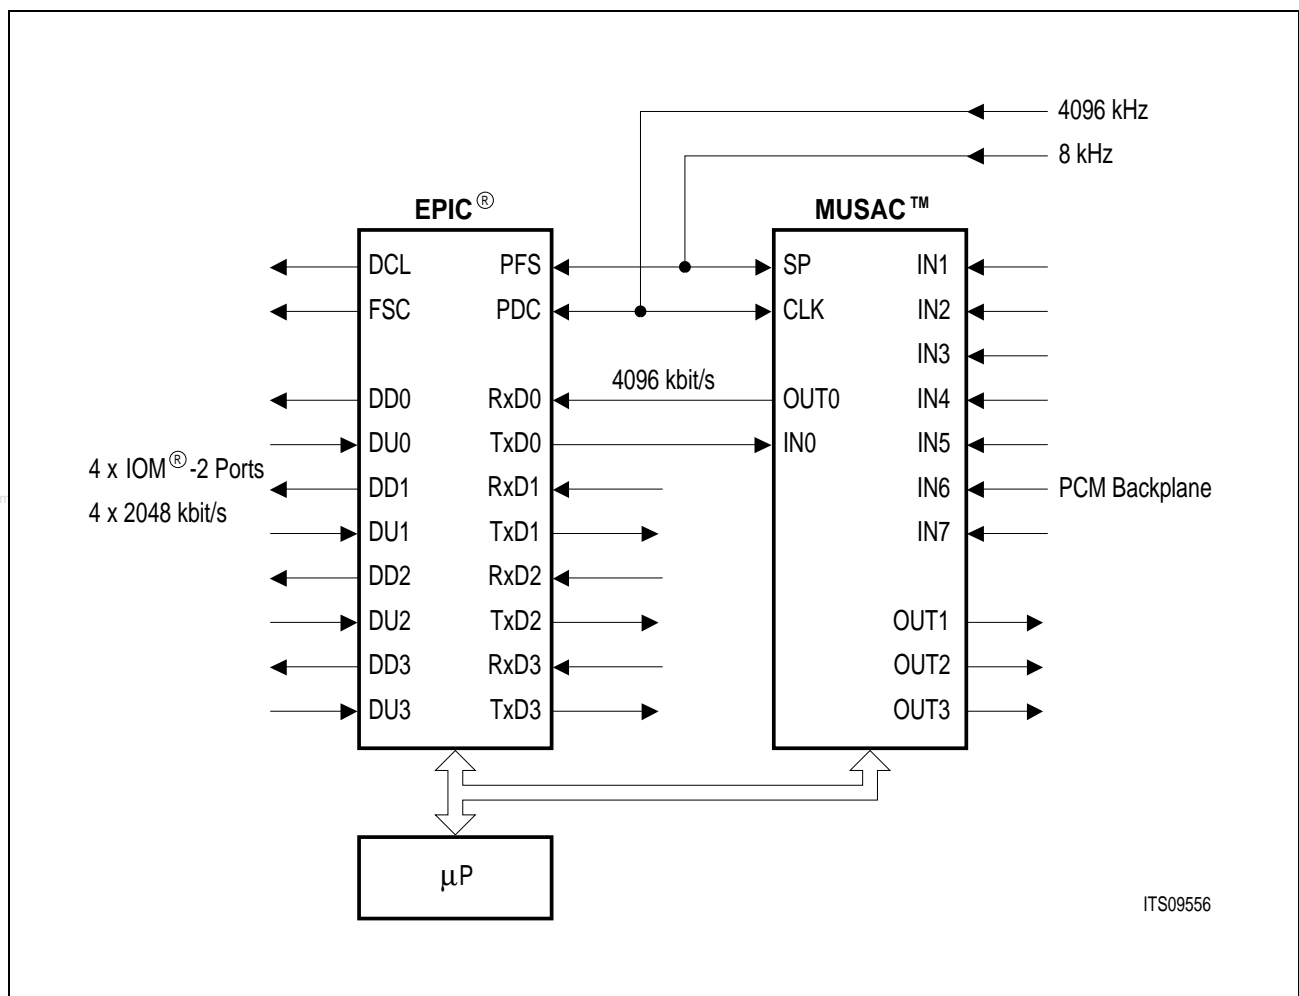 4096 kHz
8 kHz
EPIC®
MUSAC™
DCL PFS SP IN1
FSC PDC CLK IN2
IN3
4096 kbit/s
DD0 RxD0 OUT0 IN4
DU0 TxD0 IN0 IN5
4 x IOM®-2 Ports
DD1 RxD1 IN6 PCM Backplane
4 x 2048 kbit/s
DU1 TxD1 IN7
DD2 RxD2
DU2 TxD2 OUT1
DD3 RxD3 OUT2
DU3 TxD3 OUT3
µP
ITS09556